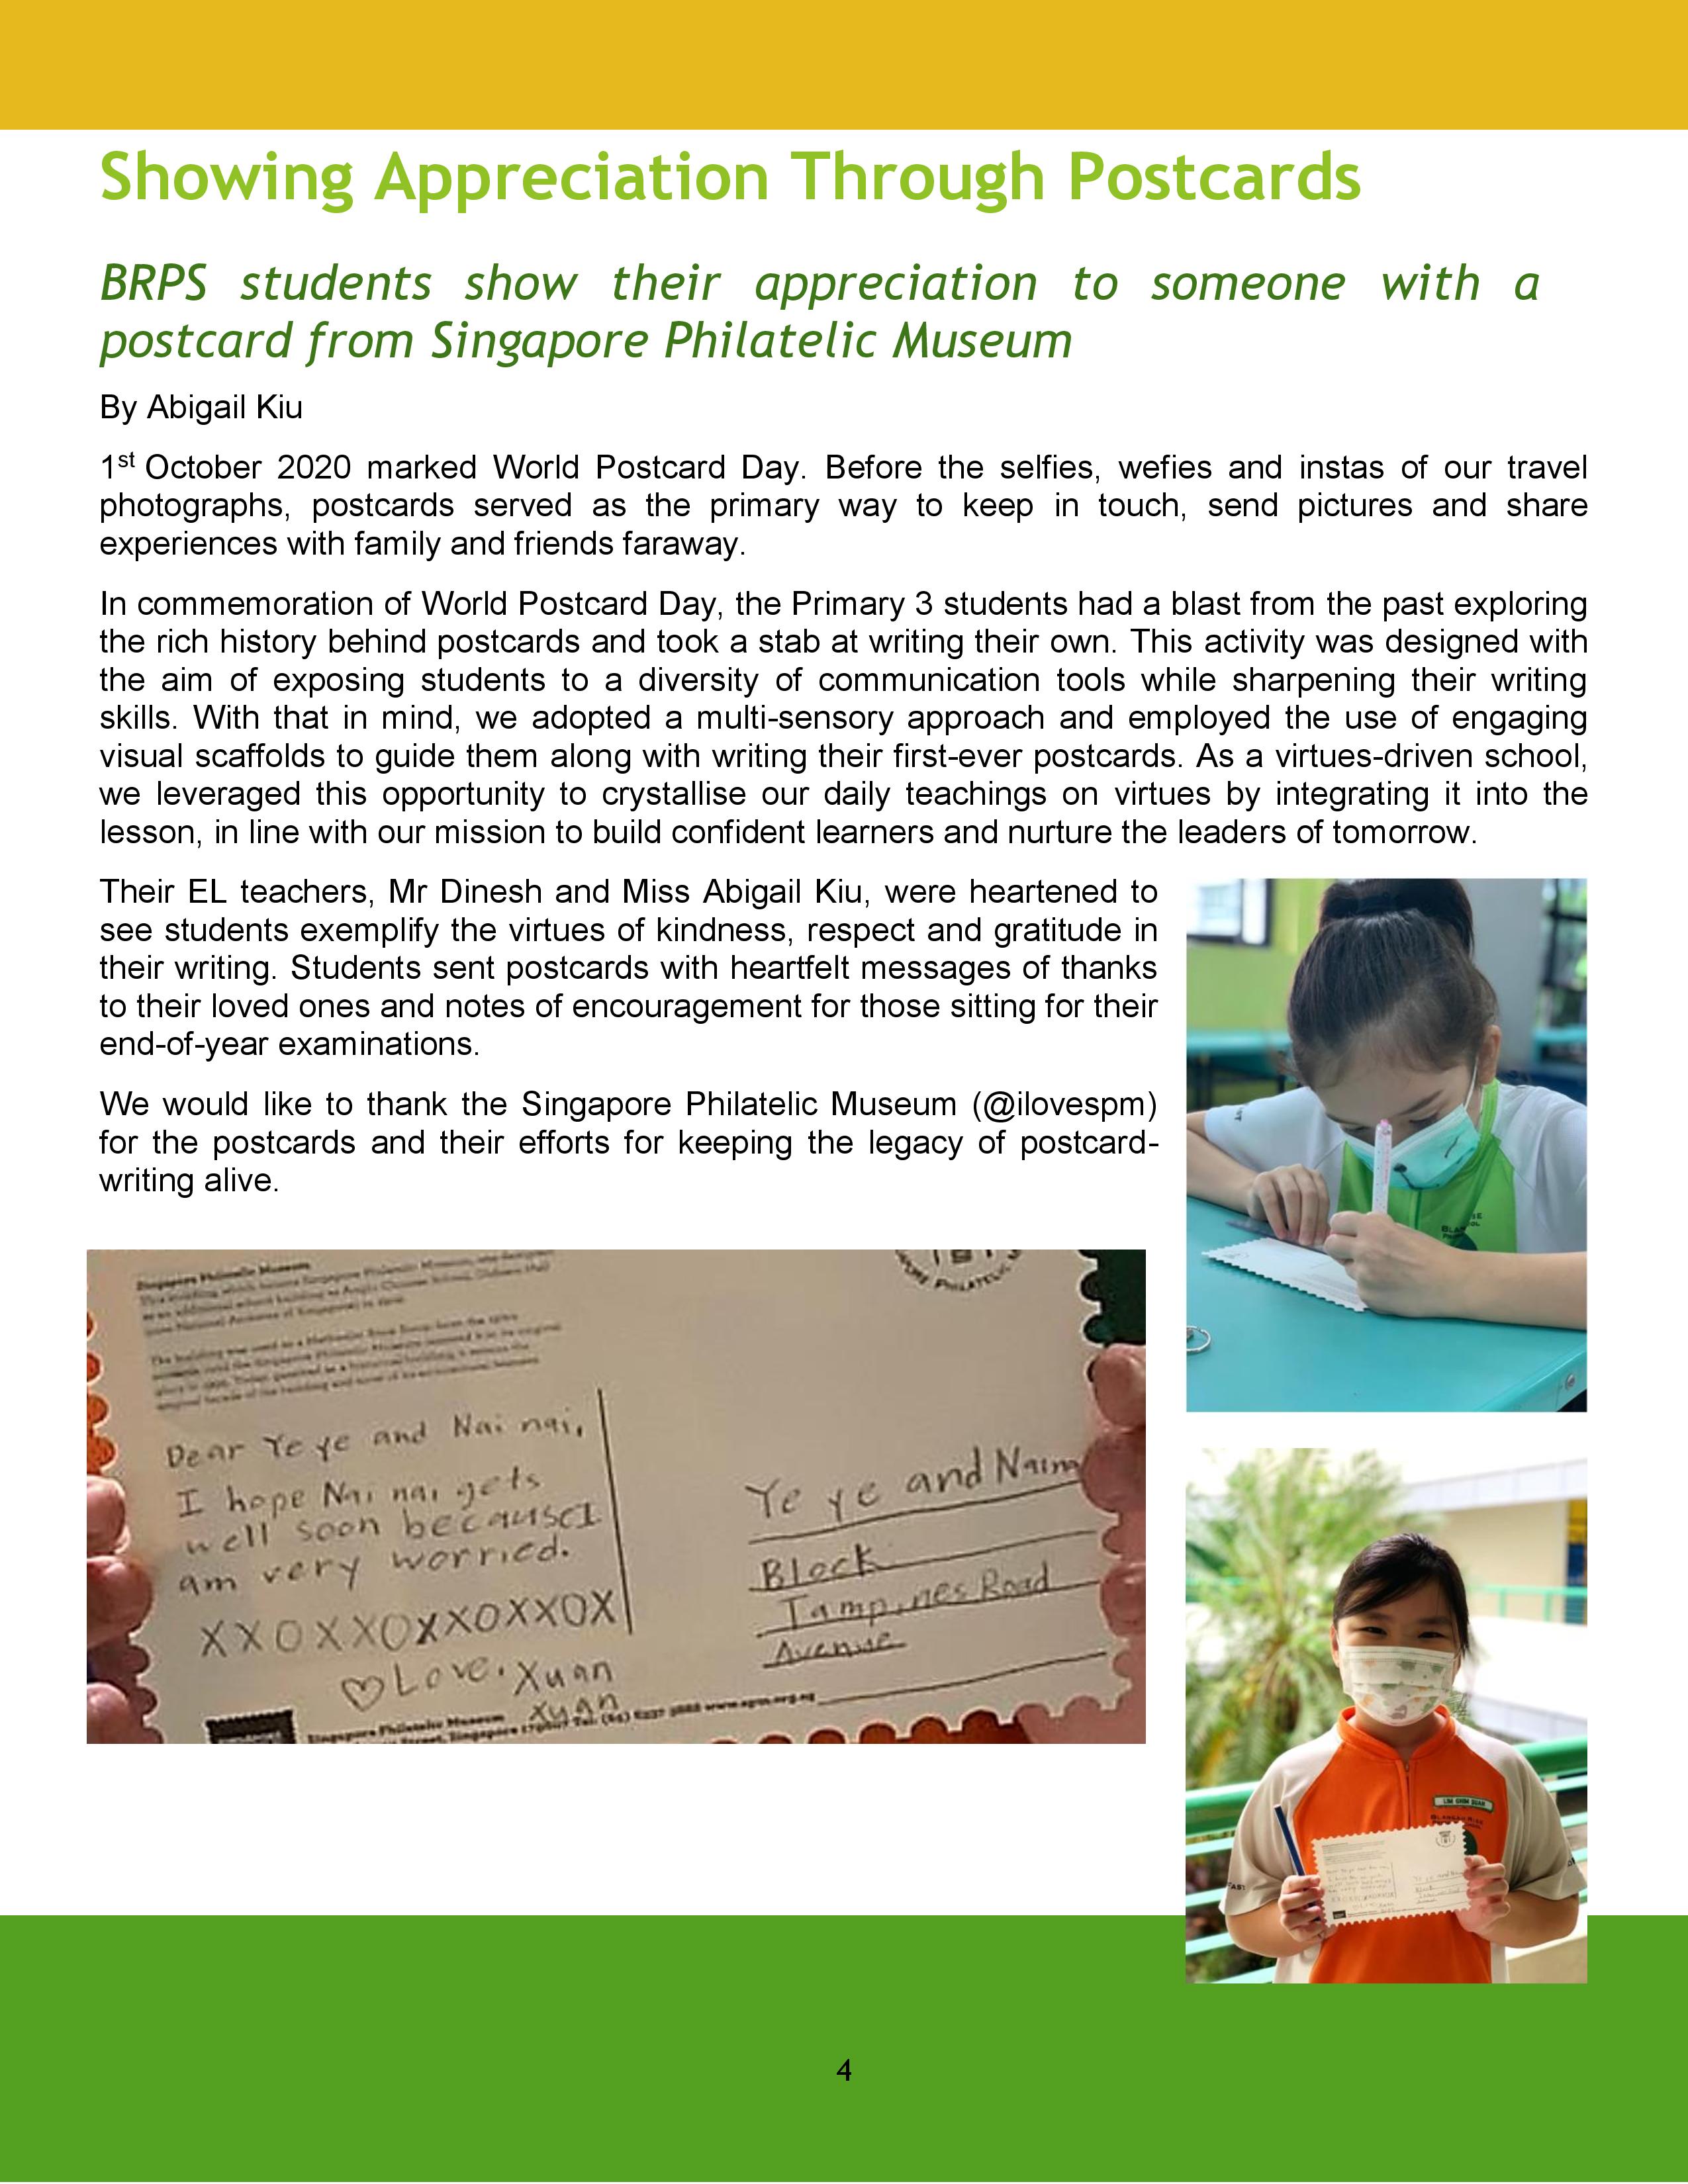 Showing Appreciation Through Postcards
BRPS students show their appreciation to someone with a
postcard from Singapore Philatelic Museum
By Abigail Kiu
1st October 2020 marked World Postcard Day. Before the selfies, wefies and instas of our travel
photographs, postcards served as the primary way to keep in touch, send pictures and share
experiences with family and friends faraway.
In commemoration of World Postcard Day, the Primary 3 students had a blast from the past exploring
the rich history behind postcards and took a stab at writing their own. This activity was designed with
the aim of exposing students to a diversity of communication tools while sharpening their writing
skills. With that in mind, we adopted a multi-sensory approach and employed the use of engaging
visual scaffolds to guide them along with writing their first-ever postcards. As a virtues-driven school,
we leveraged this opportunity to crystallise our daily teachings on virtues by integrating it into the
lesson, in line with our mission to build confident learners and nurture the leaders of tomorrow.
Their EL teachers, Mr Dinesh and Miss Abigail Kiu, were heartened to
see students exemplify the virtues of kindness, respect and gratitude in
their writing. Students sent postcards with heartfelt messages of thanks
to their loved ones and notes of encouragement for those sitting for their
end-of-year examinations.
We would like to thank the Singapore Philatelic Museum (@ilovespm)
for the postcards and their efforts for keeping the legacy of postcard-
writing alive.
Singapore Philatelic Museum
Dear Ye ye and Nai nai,
I hope Nai nai gets
well soon because I
am very worried.
XXOXXOXXOXXOX
♡Love, Xuan
Xuan
Ye ye and Nain
Block
Tampines Road
Avenue
Singapore Philatelic Museum
www.spm.org.sg
4